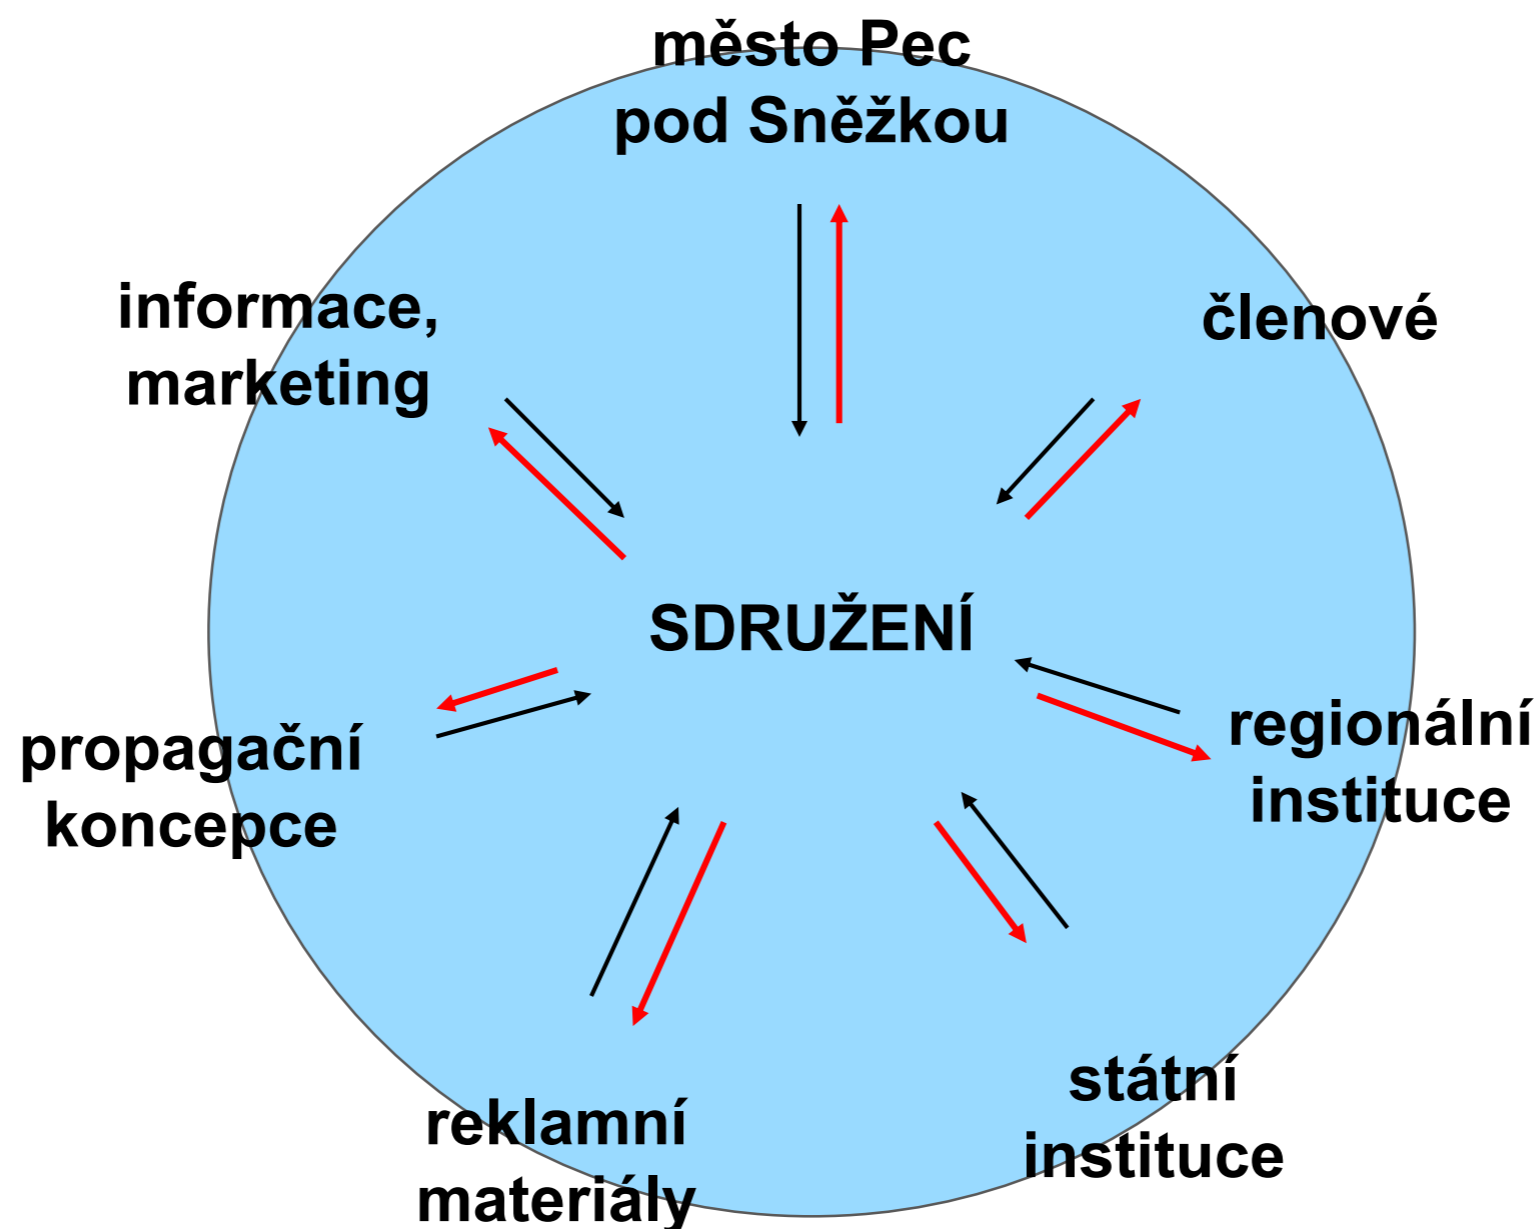 město Pec
pod Sněžkou
informace,
marketing
členové
SDRUŽENÍ
propagační
koncepce
regionální
instituce
státní
instituce
reklamní
materiály